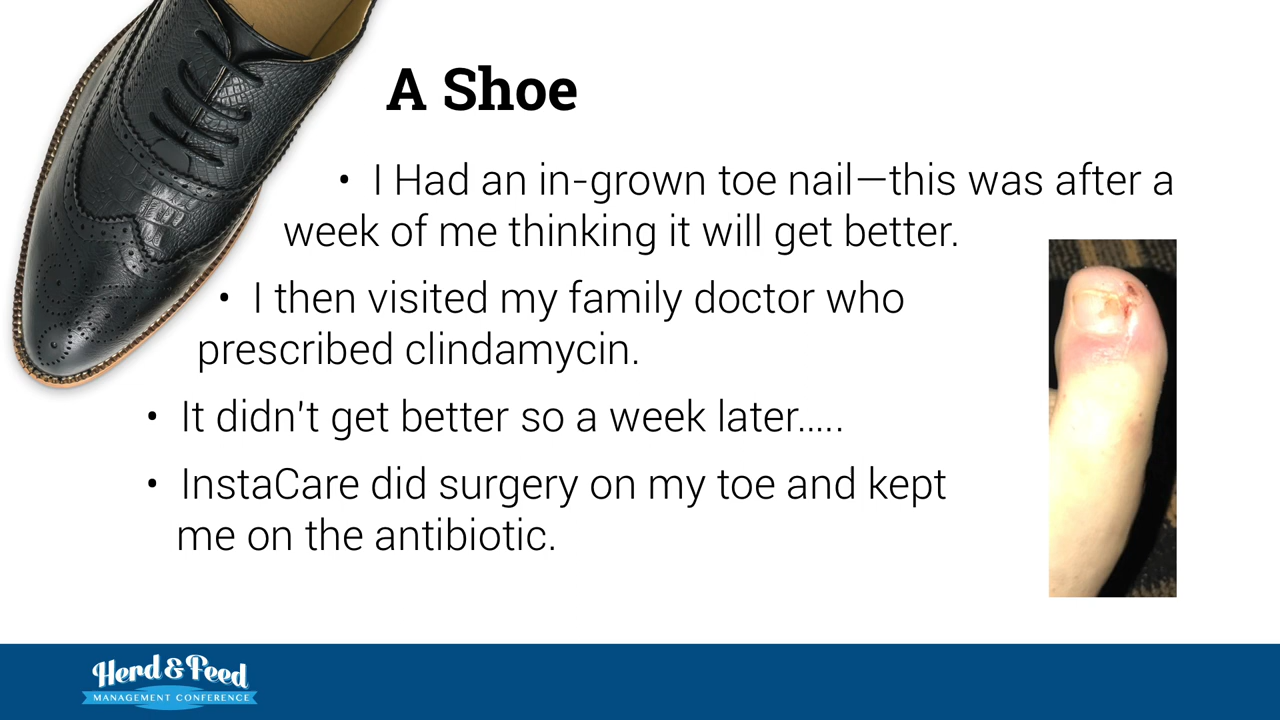 A Shoe
• I Had an in-grown toe nail—this was after a
week of me thinking it will get better.
• I then visited my family doctor who
prescribed clindamycin.
• It didn't get better so a week later.....
• InstaCare did surgery on my toe and kept
me on the antibiotic.
Herd & Feed
MANAGEMENT CONFERENCE